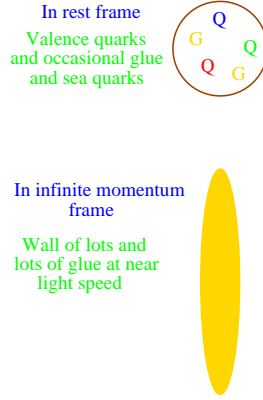 In rest frame
Valence quarks
and occasional glue
and sea quarks
Q
G
Q
Q
G
In infinite momentum
frame
Wall of lots and
lots of glue at near
light speed